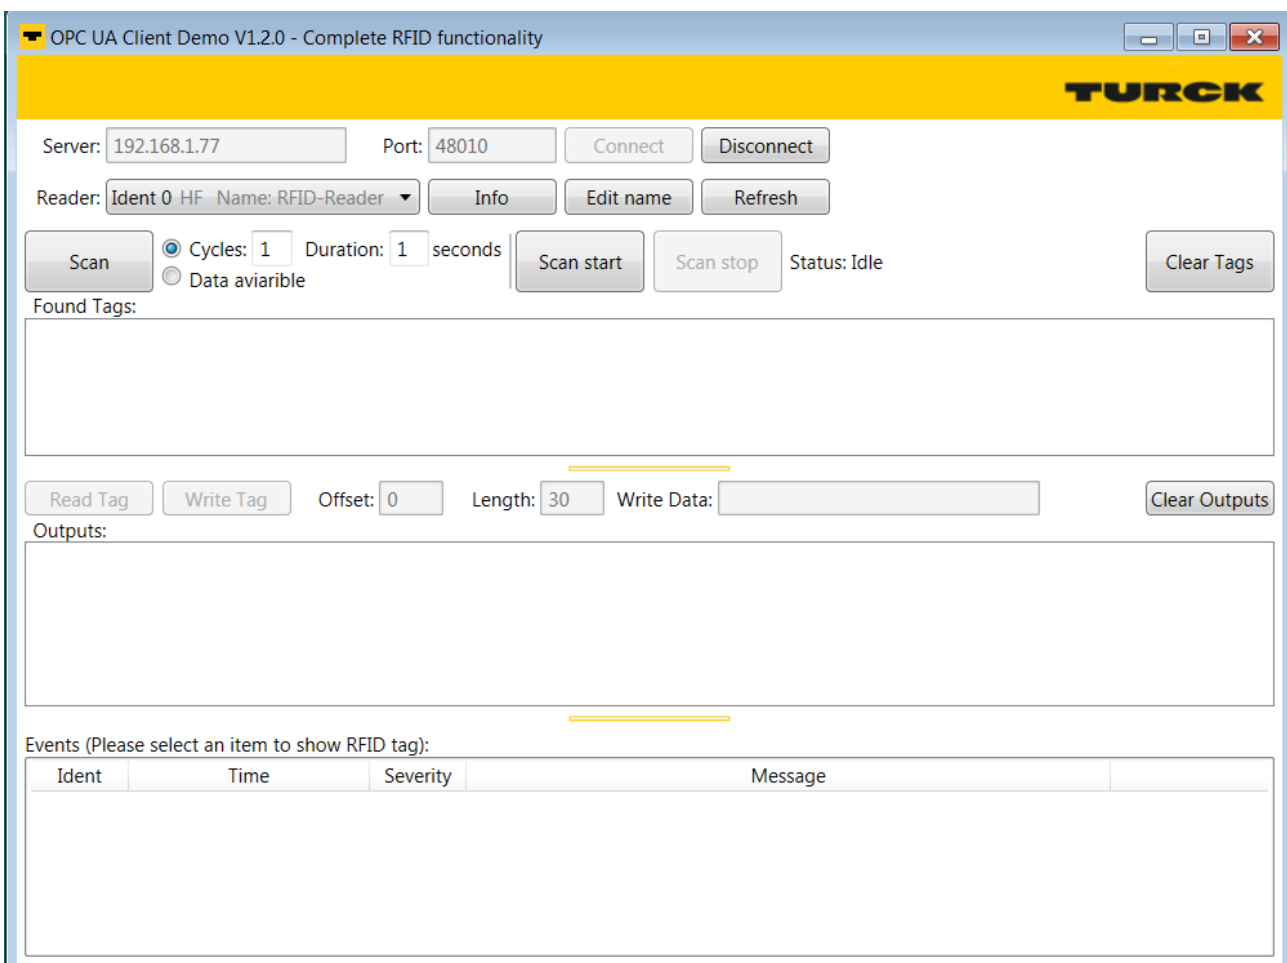 OPC UA Client Demo V1.2.0 - Complete RFID functionality
TURCK
Server: 192.168.1.77 Port: 48010 Connect Disconnect
Reader: Ident 0 HF Name: RFID-Reader Info Edit name Refresh
Scan Cycles: 1 Duration: 1 seconds Scan start Scan stop Status: Idle Clear Tags
Data aviarible
Found Tags:
Read Tag Write Tag Offset: 0 Length: 30 Write Data: Clear Outputs
Outputs:
Events (Please select an item to show RFID tag):
Ident Time Severity Message